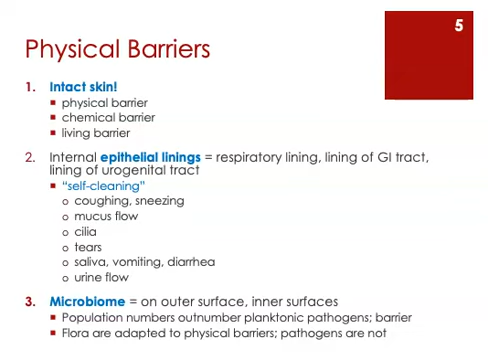 5
Physical Barriers
1. Intact skin!
▪ physical barrier
▪ chemical barrier
▪ living barrier
2. Internal epithelial linings = respiratory lining, lining of GI tract,
lining of urogenital tract
▪ “self-cleaning”
o coughing, sneezing
o mucus flow
o cilia
o tears
o saliva, vomiting, diarrhea
o urine flow
3. Microbiome = on outer surface, inner surfaces
▪ Population numbers outnumber planktonic pathogens; barrier
▪ Flora are adapted to physical barriers; pathogens are not